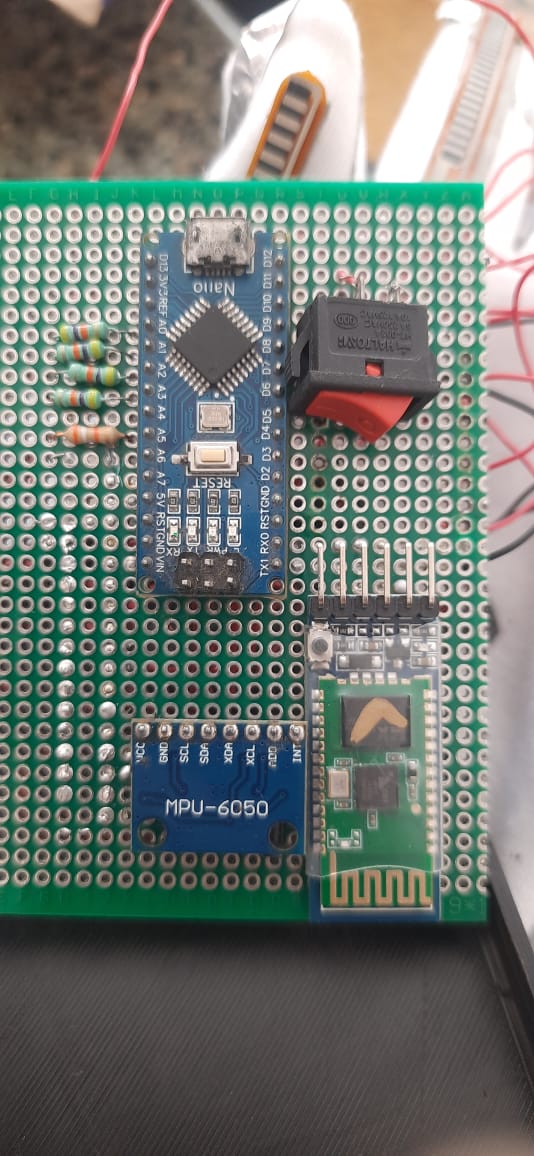 Nano
D13
3V3
REF
A0
A1
A2
A3
A4
A5
A6
A7
5V
RST
GND
VIN
D12
D11
D10
D9
D8
D7
D6
D5
D4
D3
D2
GND
RST
RX0
TX1
RESET
VCC
GND
SCL
SDA
XDA
XCL
ADD
INT
MPU-6050